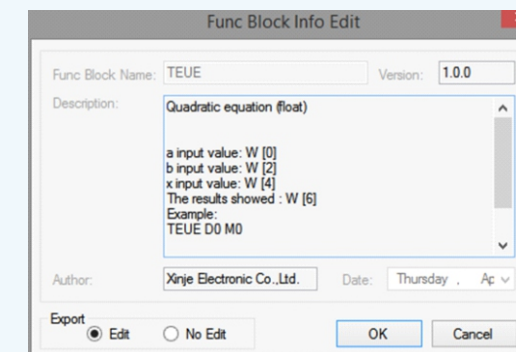 Func Block Info Edit
Func Block Name: TEUE Version: 1.0.0
Description: Quadratic equation (float)
a input value: W [0]
b input value: W [2]
x input value: W [4]
The results showed : W [6]
Example:
TEUE D0 M0
Author: Xinje Electronic Co.,Ltd. Date: Thursday ,
Export
Edit No Edit OK Cancel